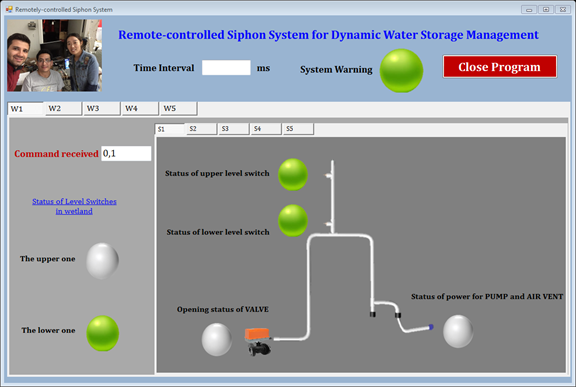 Remotely-controlled Siphon System
Remote-controlled Siphon System for Dynamic Water Storage Management
Time Interval ms
System Warning
Close Program
W1 W2 W3 W4 W5
S1 S2 S3 S4 S5
Command received 0,1
Status of upper level switch
Status of Level Switches
in wetland
Status of lower level switch
The upper one
Opening status of VALVE
Status of power for PUMP and AIR VENT
The lower one